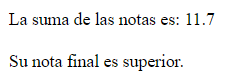 La suma de las notas es: 11.7
Su nota final es superior.